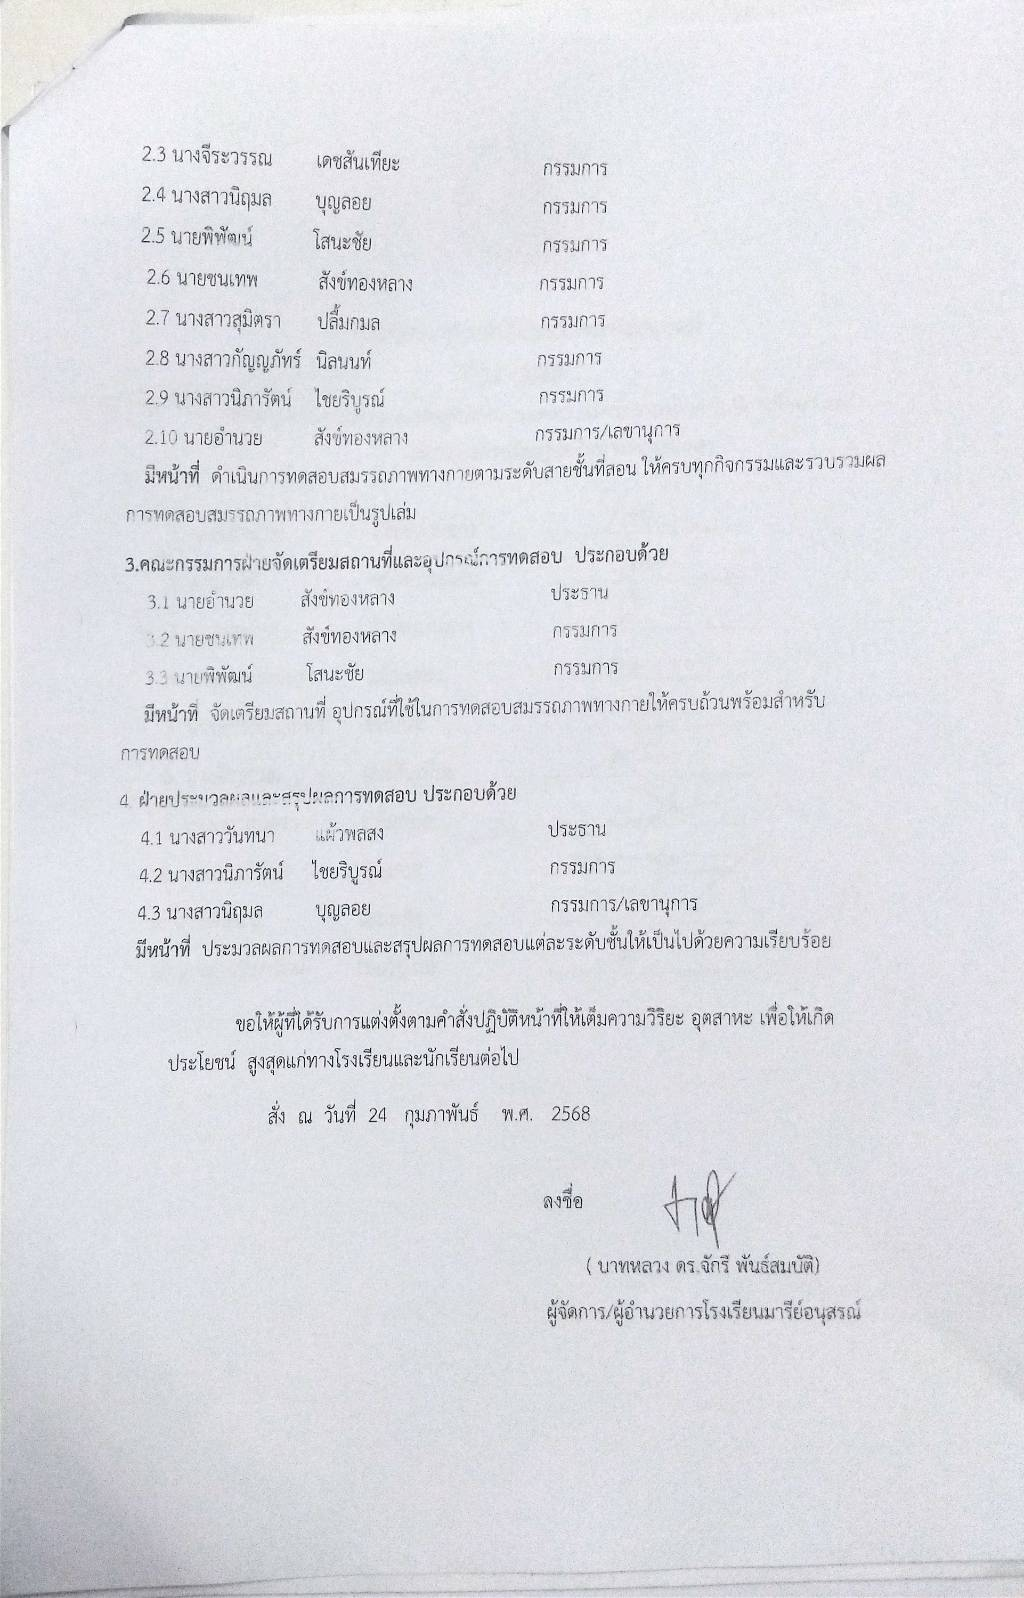 2.3 นางจีระวรรณ เดชสันเทียะ กรรมการ
2.4 นางสาวนิฤมล บุญลอย กรรมการ
2.5 นายพิพัฒน์ โสนะชัย กรรมการ
2.6 นายชนเทพ สังข์ทองหลาง กรรมการ
2.7 นางสาวสุมิตรา ปลื้มกมล กรรมการ
2.8 นางสาวกัญญภัทร์ นิลนนท์ กรรมการ
2.9 นางสาวนิภารัตน์ ไชยริบูรณ์ กรรมการ
2.10 นายอำนวย สังข์ทองหลาง กรรมการ/เลขานุการ
มีหน้าที่ ดำเนินการทดสอบสมรรถภาพทางกายตามระดับสายชั้นที่สอน ให้ครบทุกกิจกรรมและรวบรวมผล
การทดสอบสมรรถภาพทางกายเป็นรูปเล่ม
3.คณะกรรมการฝ่ายจัดเตรียมสถานที่และอุปกรณ์การทดสอบ ประกอบด้วย
3.1 นายอำนวย สังข์ทองหลาง ประธาน
3.2 นายชนเทพ สังข์ทองหลาง กรรมการ
3.3 นายพิพัฒน์ โสนะชัย กรรมการ
มีหน้าที่ จัดเตรียมสถานที่ อุปกรณ์ที่ใช้ในการทดสอบสมรรถภาพทางกายให้ครบถ้วนพร้อมสำหรับ
การทดสอบ
4 ฝ่ายประมวลผลและสรุปผลการทดสอบ ประกอบด้วย
4.1 นางสาววันทนา แผ้วพลสง ประธาน
4.2 นางสาวนิภารัตน์ ไชยริบูรณ์ กรรมการ
4.3 นางสาวนิฤมล บุญลอย กรรมการ/เลขานุการ
มีหน้าที่ ประมวลผลการทดสอบและสรุปผลการทดสอบแต่ละระดับชั้นให้เป็นไปด้วยความเรียบร้อย
ขอให้ผู้ที่ได้รับการแต่งตั้งตามคำสั่งปฏิบัติหน้าที่ให้เต็มความวิริยะ อุตสาหะ เพื่อให้เกิด
ประโยชน์ สูงสุดแก่ทางโรงเรียนและนักเรียนต่อไป
สั่ง ณ วันที่ 24 กุมภาพันธ์ พ.ศ. 2568
ลงชื่อ
( บาทหลวง ดร.จักรี พันธ์สมบัติ)
ผู้จัดการ/ผู้อำนวยการโรงเรียนมารีย์อนุสรณ์